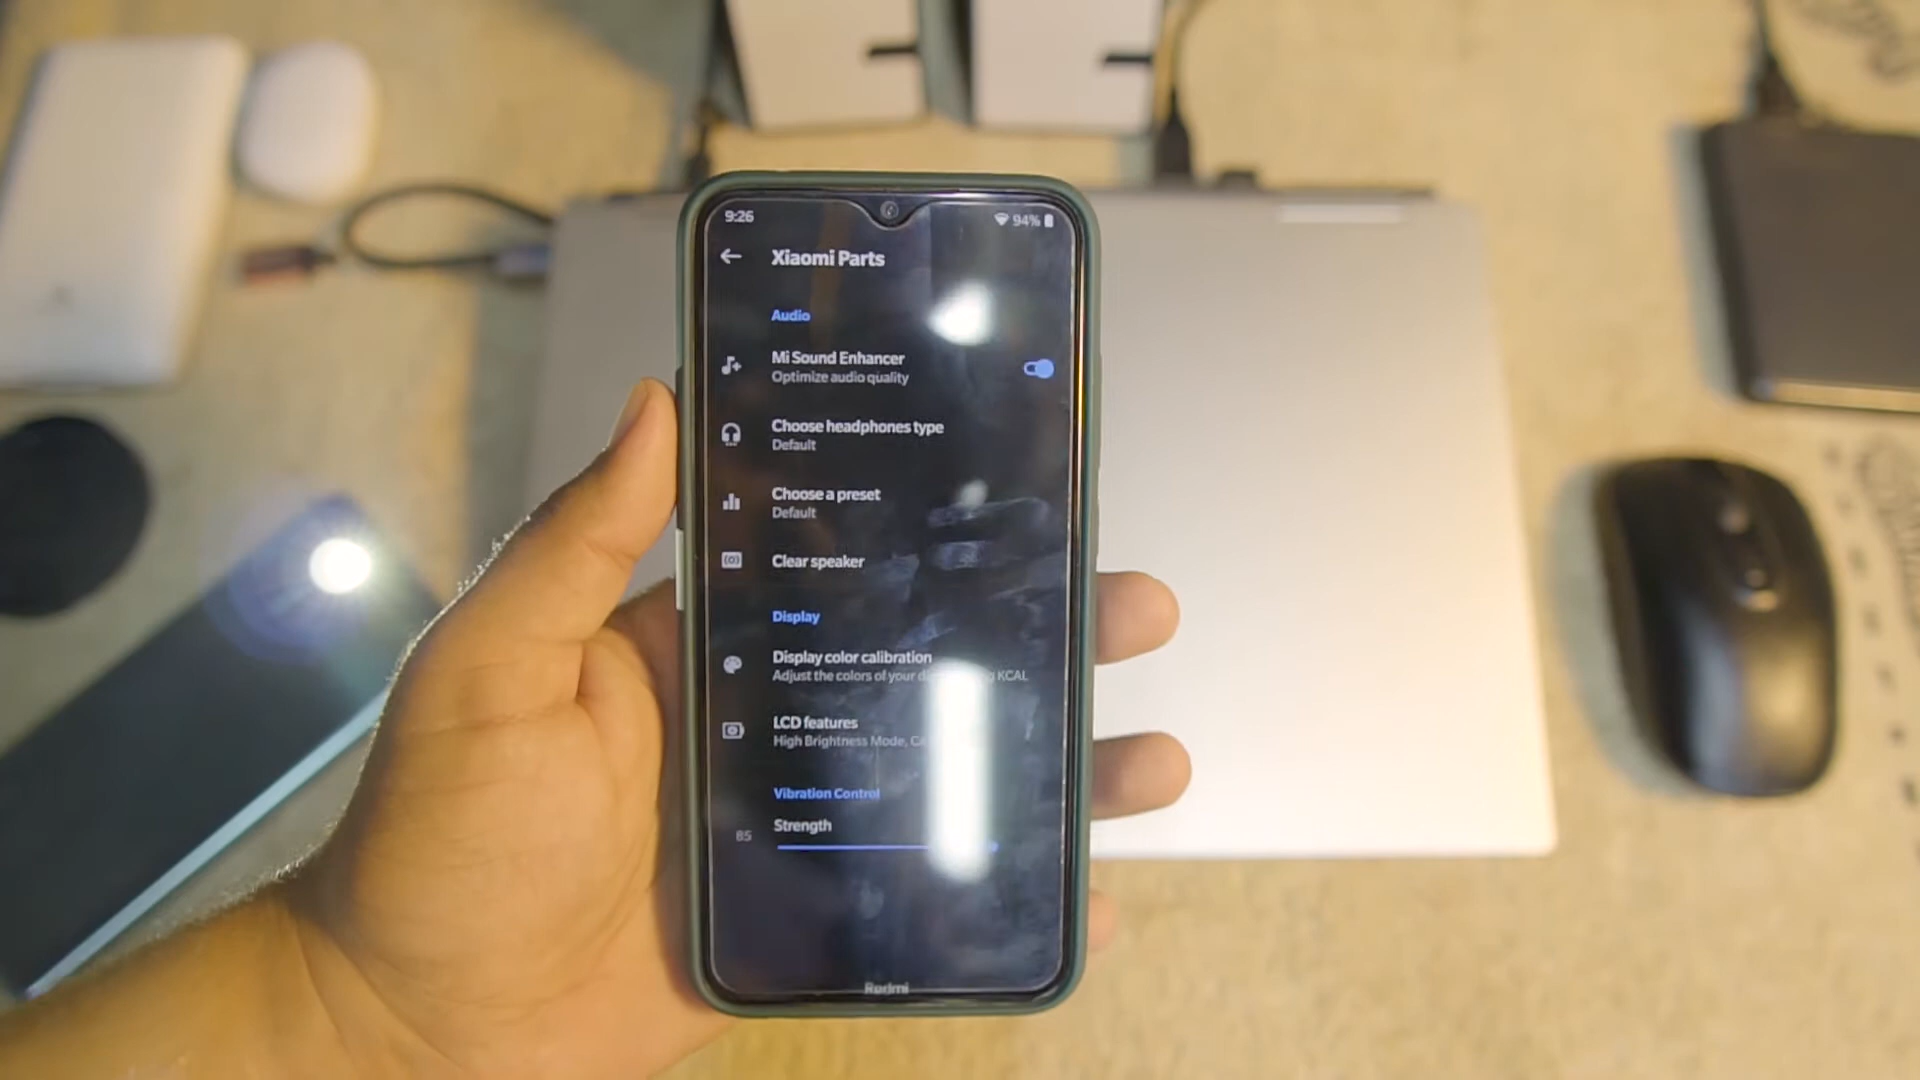 9:26 94%
Xiaomi Parts
Audio
Mi Sound Enhancer
Optimize audio quality
Choose headphones type
Default
Choose a preset
Default
Clear speaker
Display
Display color calibration
Adjust the colors of your KCAL
LCD features
High Brightness Mode,
Vibration Control
Strength
85
Redmi